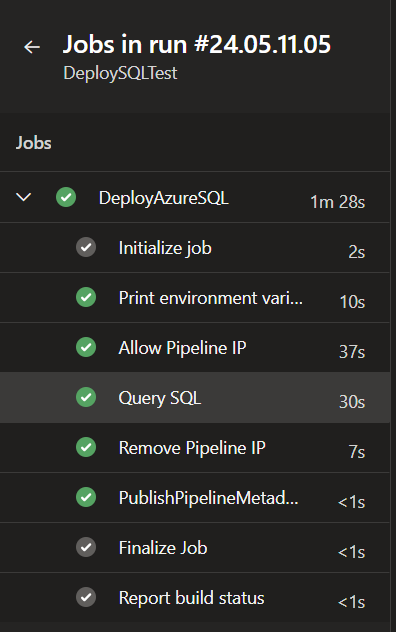 Jobs in run #24.05.11.05
DeploySQLTest
Jobs
DeployAzureSQL 1m 28s
Initialize job 2s
Print environment vari... 10s
Allow Pipeline IP 37s
Query SQL 30s
Remove Pipeline IP 7s
PublishPipelineMetad... <1s
Finalize Job <1s
Report build status <1s